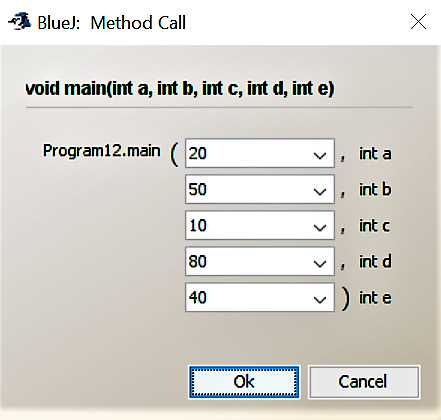 BlueJ: Method Call
void main(int a, int b, int c, int d, int e)
Program12.main ( 20 , int a
50 , int b
10 , int c
80 , int d
40 ) int e
Ok Cancel